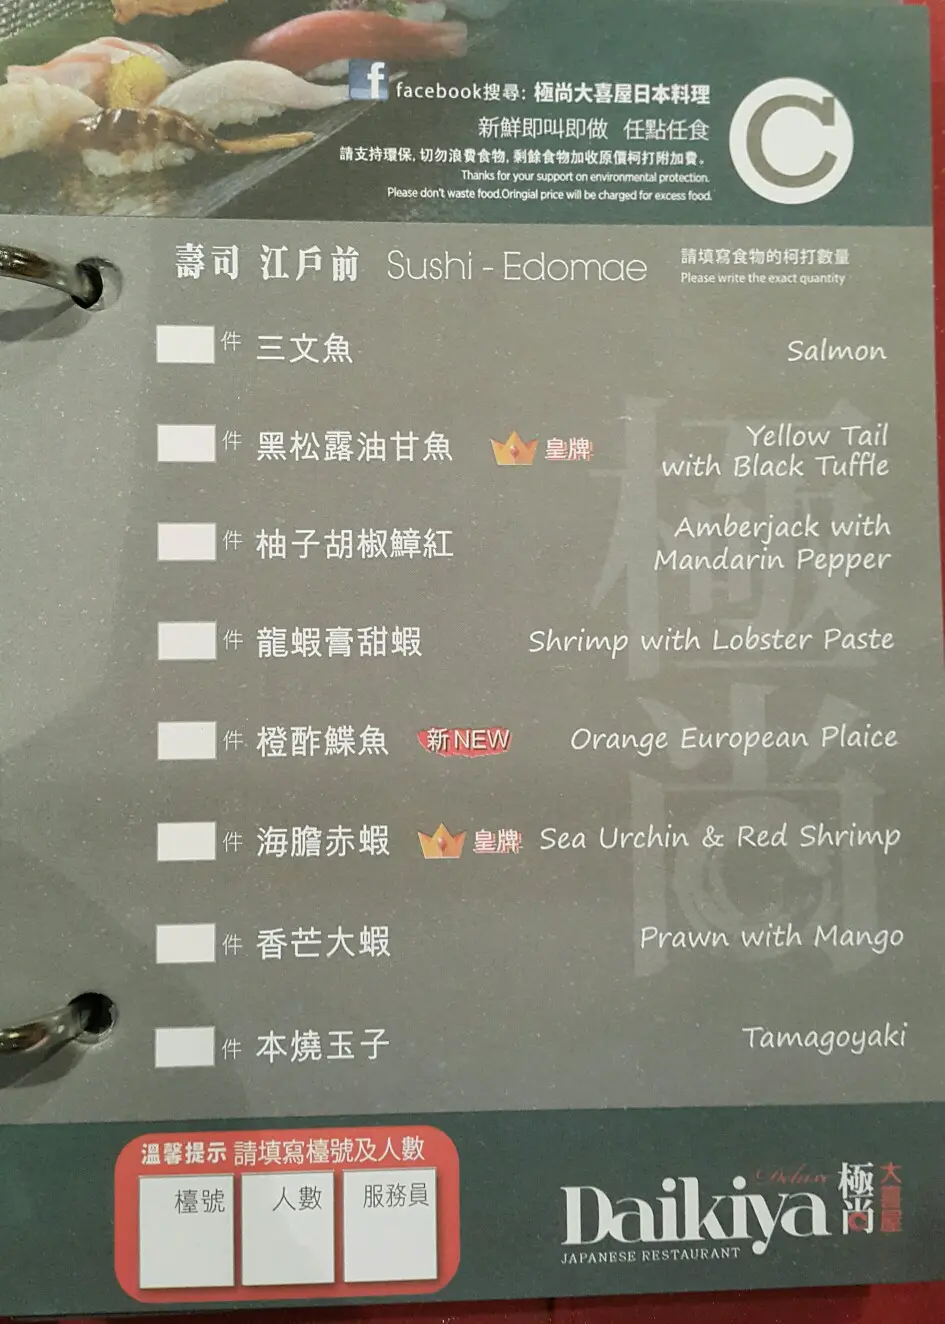 facebook搜尋: 極尚大喜屋日本料理
新鮮即叫即做 任點任食
請支持環保, 切勿浪費食物, 剩餘食物加收原價柯打附加費。
Thanks for your support on environmental protection.
Please don't waste food.Oringial price will be charged for excess food.
C
壽司 江戶前 Sushi - Edomae
請填寫食物的柯打數量
Please write the exact quantity
件 三文魚 Salmon
件 黑松露油甘魚 皇牌 Yellow Tail
with Black Tuffle
件 柚子胡椒鱆紅 Amberjack with
Mandarin Pepper
件 龍蝦膏甜蝦 Shrimp with Lobster Paste
件 橙酢鰈魚 新NEW Orange European Plaice
件 海膽赤蝦 皇牌 Sea Urchin & Red Shrimp
件 香芒大蝦 Prawn with Mango
件 本燒玉子 Tamagoyaki
極尚
溫馨提示 請填寫檯號及人數
檯號 人數 服務員
Deluxe
Daikiya 極尚 大喜屋
JAPANESE RESTAURANT